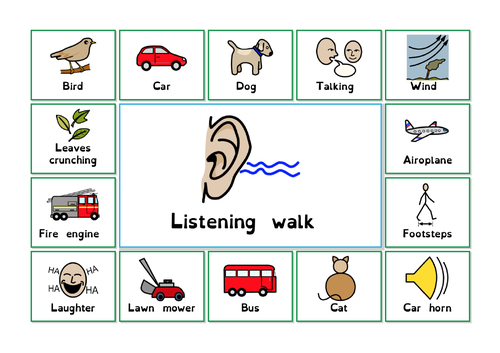 Bird
Car
Dog
Talking
Wind
Leaves
crunching
Listening walk
Airoplane
Fire engine
Footsteps
HA HA
HA HA
Laughter
Lawn mower
Bus
Cat
Car horn